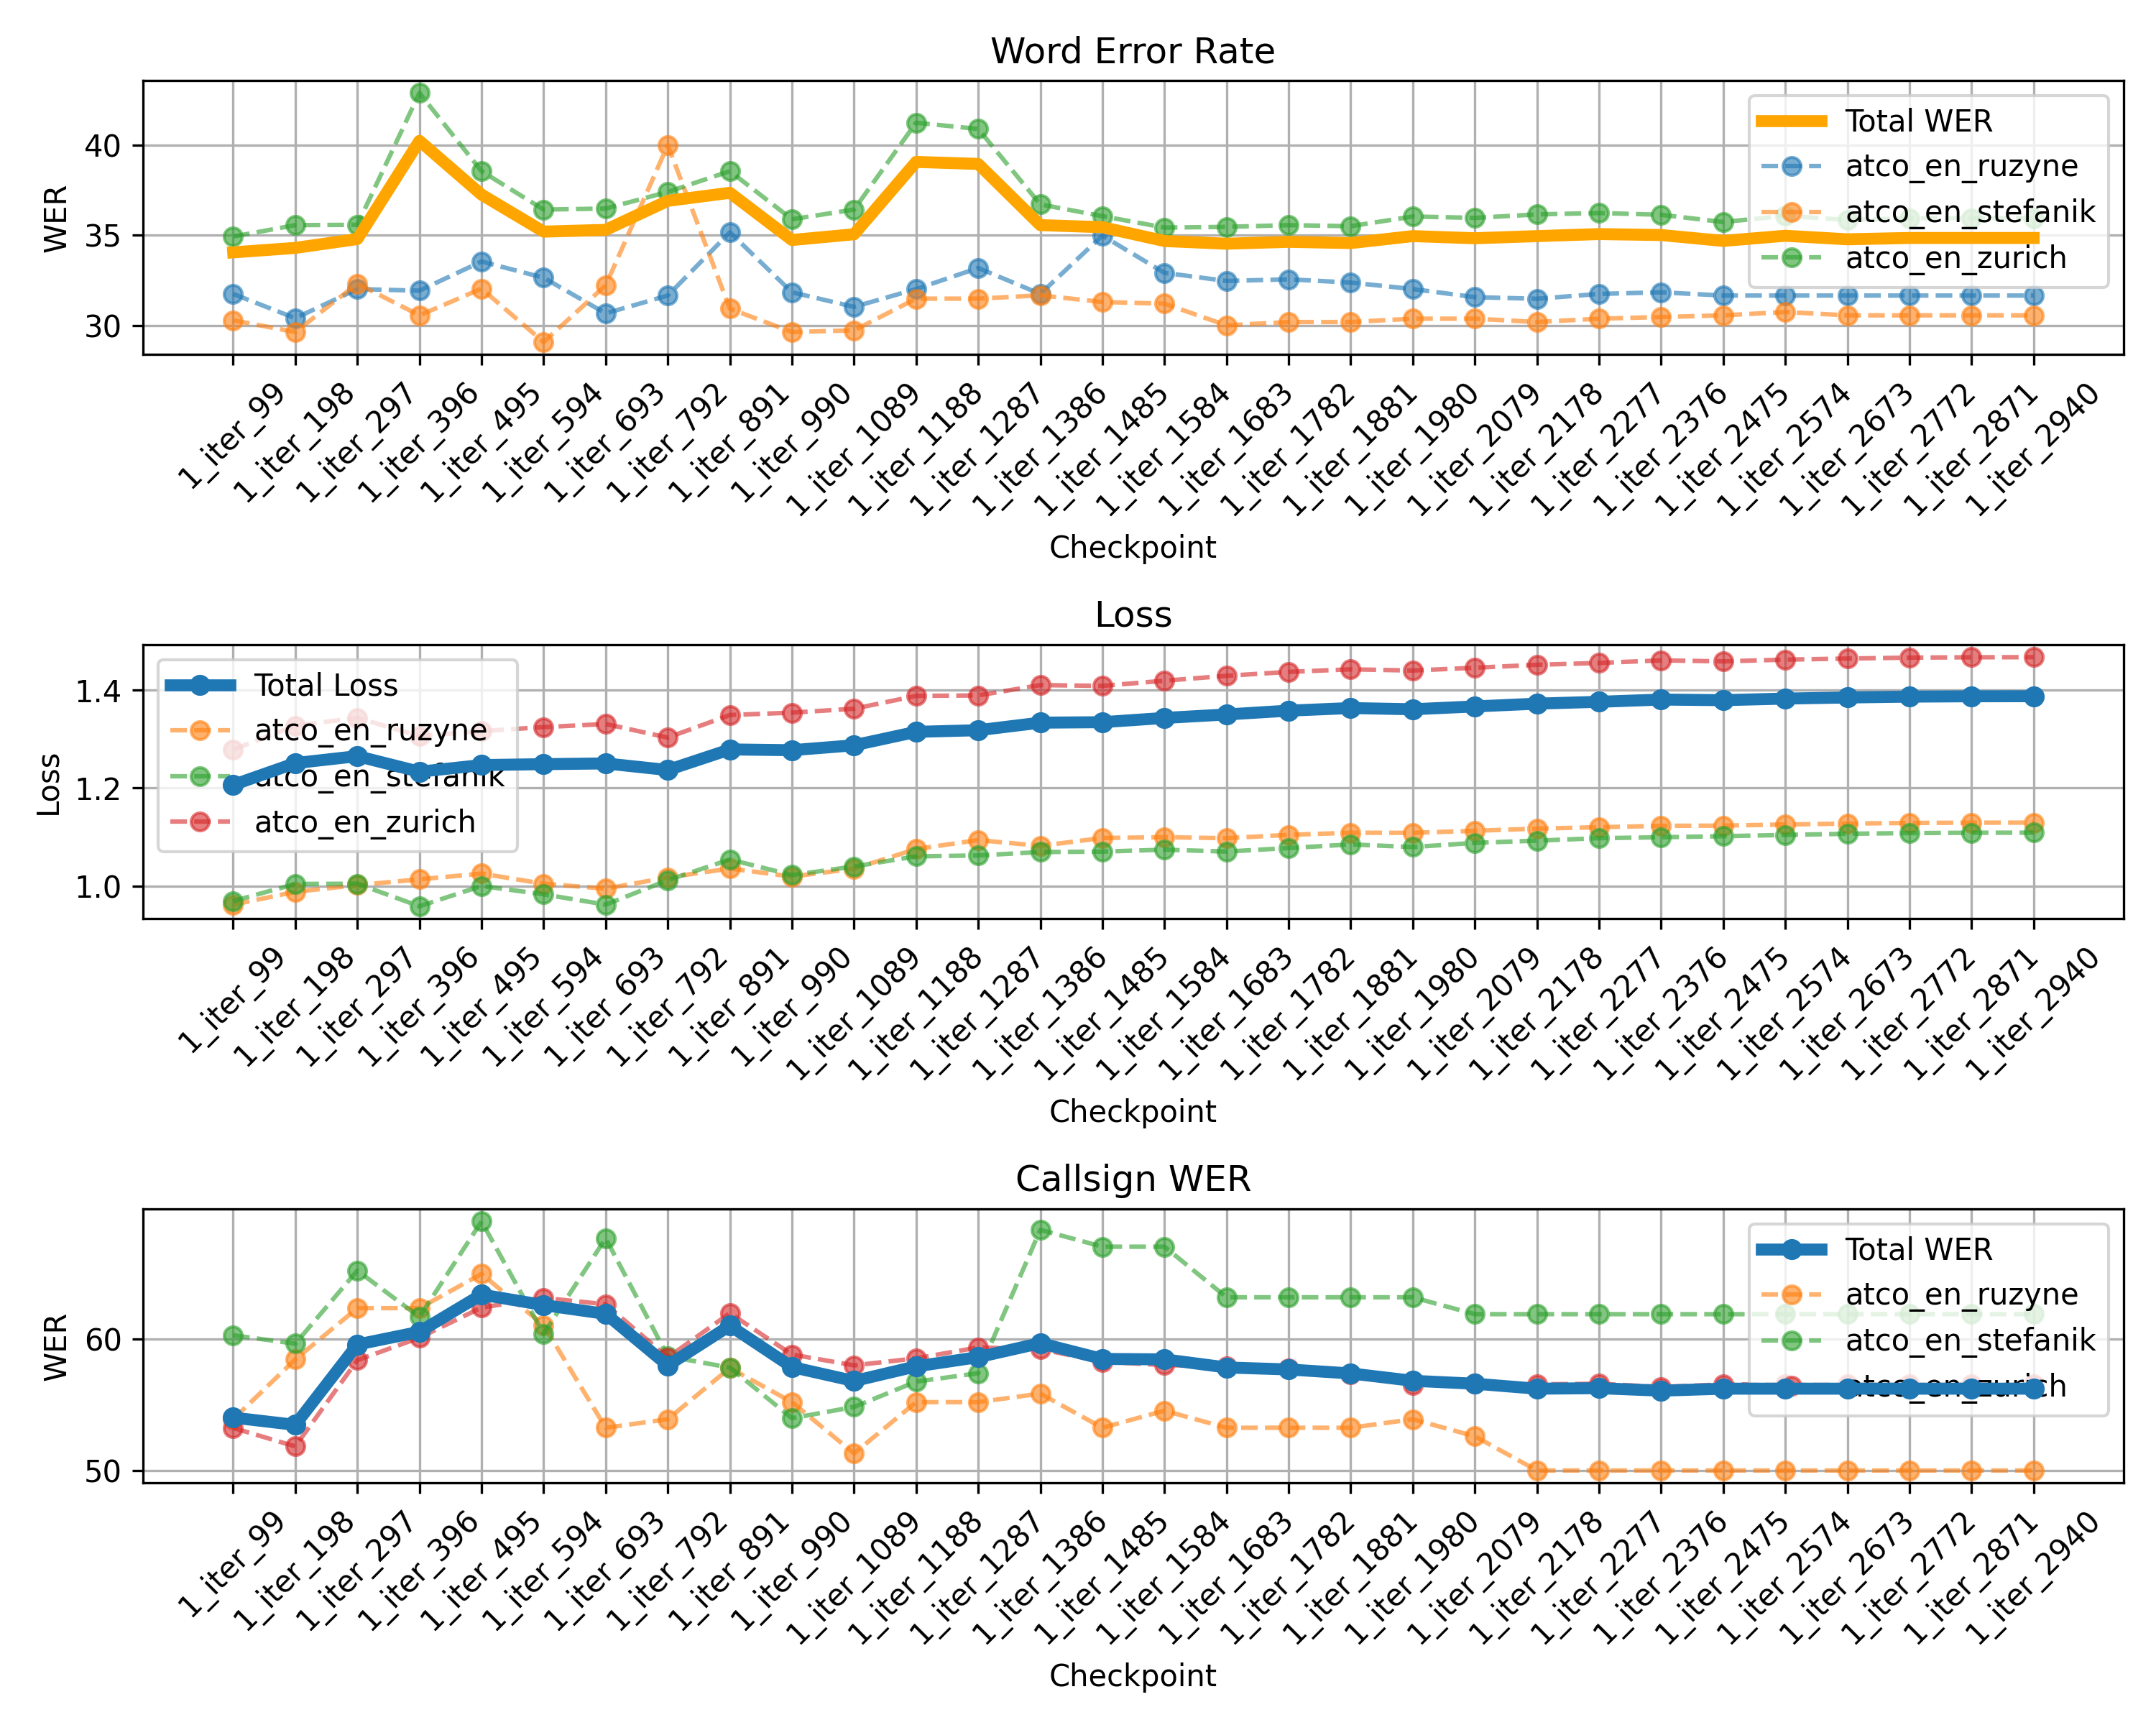 Word Error Rate
WER
40
35
30
Total WER
atco_en_ruzyne
atco_en_stefanik
atco_en_zurich
1_iter_99
1_iter_198
1_iter_297
1_iter_396
1_iter_495
1_iter_594
1_iter_693
1_iter_792
1_iter_891
1_iter_990
1_iter_1089
1_iter_1188
1_iter_1287
1_iter_1386
1_iter_1485
1_iter_1584
1_iter_1683
1_iter_1782
1_iter_1881
1_iter_1980
1_iter_2079
1_iter_2178
1_iter_2277
1_iter_2376
1_iter_2475
1_iter_2574
1_iter_2673
1_iter_2772
1_iter_2871
1_iter_2940
Checkpoint
Loss
Loss
1.4
1.2
1.0
Total Loss
atco_en_ruzyne
atco_en_stefanik
atco_en_zurich
1_iter_99
1_iter_198
1_iter_297
1_iter_396
1_iter_495
1_iter_594
1_iter_693
1_iter_792
1_iter_891
1_iter_990
1_iter_1089
1_iter_1188
1_iter_1287
1_iter_1386
1_iter_1485
1_iter_1584
1_iter_1683
1_iter_1782
1_iter_1881
1_iter_1980
1_iter_2079
1_iter_2178
1_iter_2277
1_iter_2376
1_iter_2475
1_iter_2574
1_iter_2673
1_iter_2772
1_iter_2871
1_iter_2940
Checkpoint
Callsign WER
WER
60
50
Total WER
atco_en_ruzyne
atco_en_stefanik
atco_en_zurich
1_iter_99
1_iter_198
1_iter_297
1_iter_396
1_iter_495
1_iter_594
1_iter_693
1_iter_792
1_iter_891
1_iter_990
1_iter_1089
1_iter_1188
1_iter_1287
1_iter_1386
1_iter_1485
1_iter_1584
1_iter_1683
1_iter_1782
1_iter_1881
1_iter_1980
1_iter_2079
1_iter_2178
1_iter_2277
1_iter_2376
1_iter_2475
1_iter_2574
1_iter_2673
1_iter_2772
1_iter_2871
1_iter_2940
Checkpoint